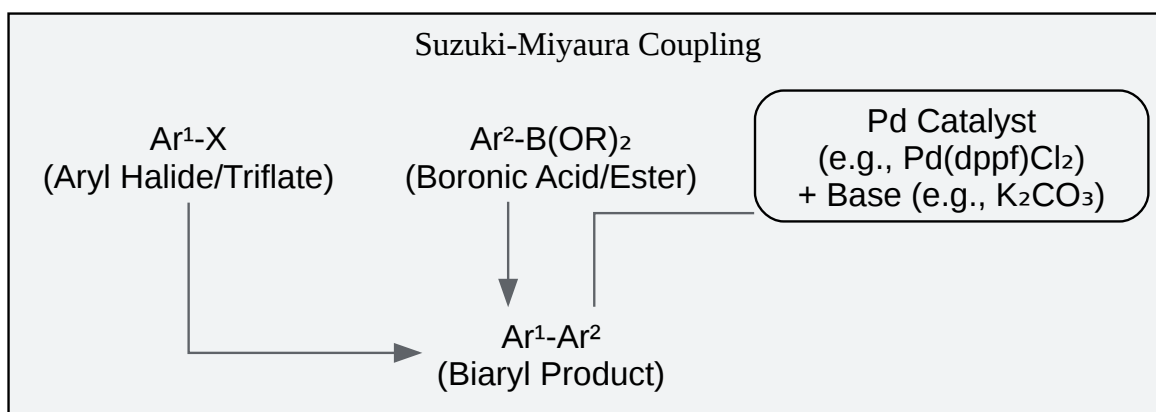 Suzuki-Miyaura Coupling
Ar¹-X
(Aryl Halide/Triflate)
Ar²-B(OR)₂
(Boronic Acid/Ester)
Pd Catalyst
(e.g., Pd(dppf)Cl₂)
+ Base (e.g., K₂CO₃)
Ar¹-Ar²
(Biaryl Product)